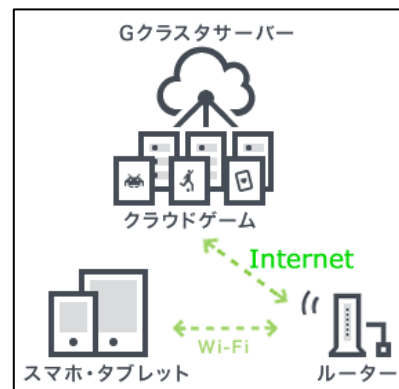 Gクラスタサーバー
クラウドゲーム
Internet
Wi-Fi
スマホ・タブレット
ルーター